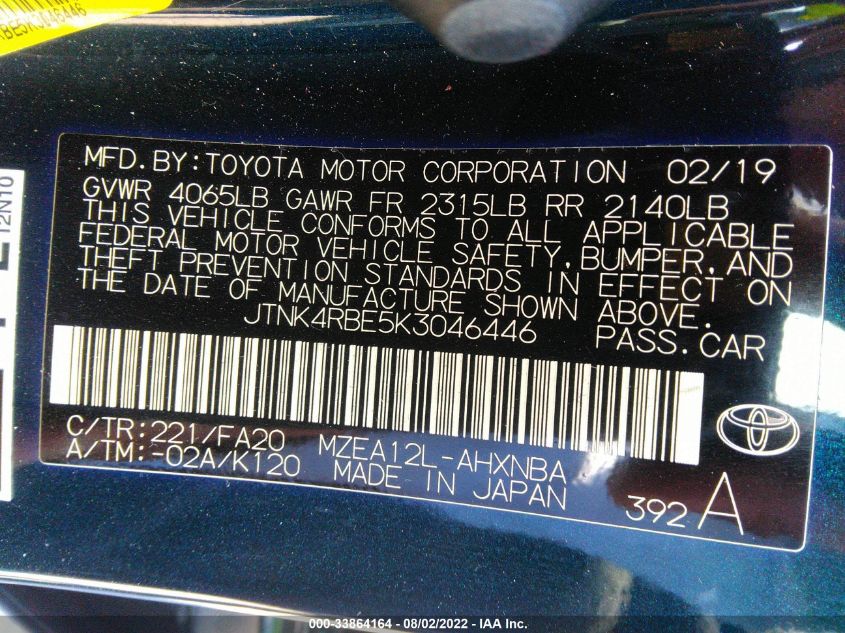 MFD.BY:TOYOTA MOTOR CORPORATION 02/19
GVWR 4065LB GAWR FR 2315LB RR 2140LB
THIS VEHICLE CONFORMS TO ALL APPLICABLE
FEDERAL MOTOR VEHICLE SAFETY,BUMPER,AND
THEFT PREVENTION STANDARDS IN EFFECT ON
THE DATE OF MANUFACTURE SHOWN ABOVE.
JTNK4RBE5K3046446 PASS.CAR
C/TR:221/FA20 MZEA12L-AHXNBA
A/TM:-02A/K120 MADE IN JAPAN
392 A
12N10
000-33864164 - 08/02/2022 - IAA Inc.